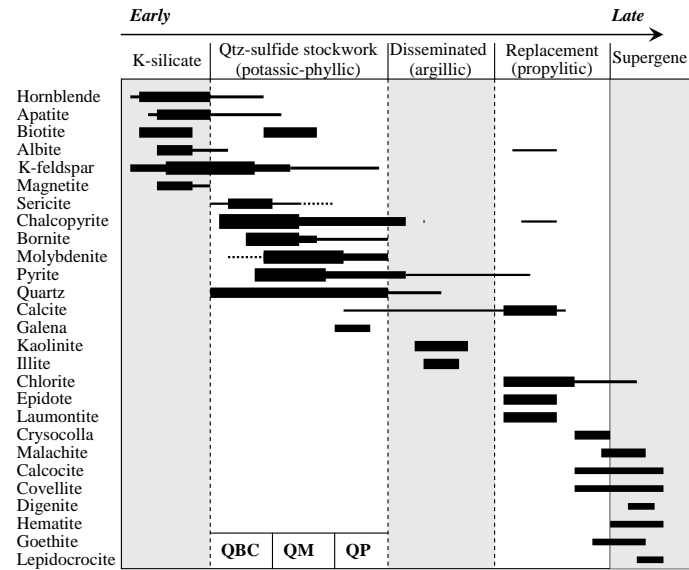 Early Late
K-silicate Qtz-sulfide stockwork Disseminated Replacement Supergene
(potassic-phyllic) (argillic) (propylitic)
Hornblende
Apatite
Biotite
Albite
K-feldspar
Magnetite
Sericite
Chalcopyrite
Bornite
Molybdenite
Pyrite
Quartz
Calcite
Galena
Kaolinite
Illite
Chlorite
Epidote
Laumontite
Crysocolla
Malachite
Calcocite
Covellite
Digenite
Hematite
Goethite
Lepidocrocite
QBC QM QP